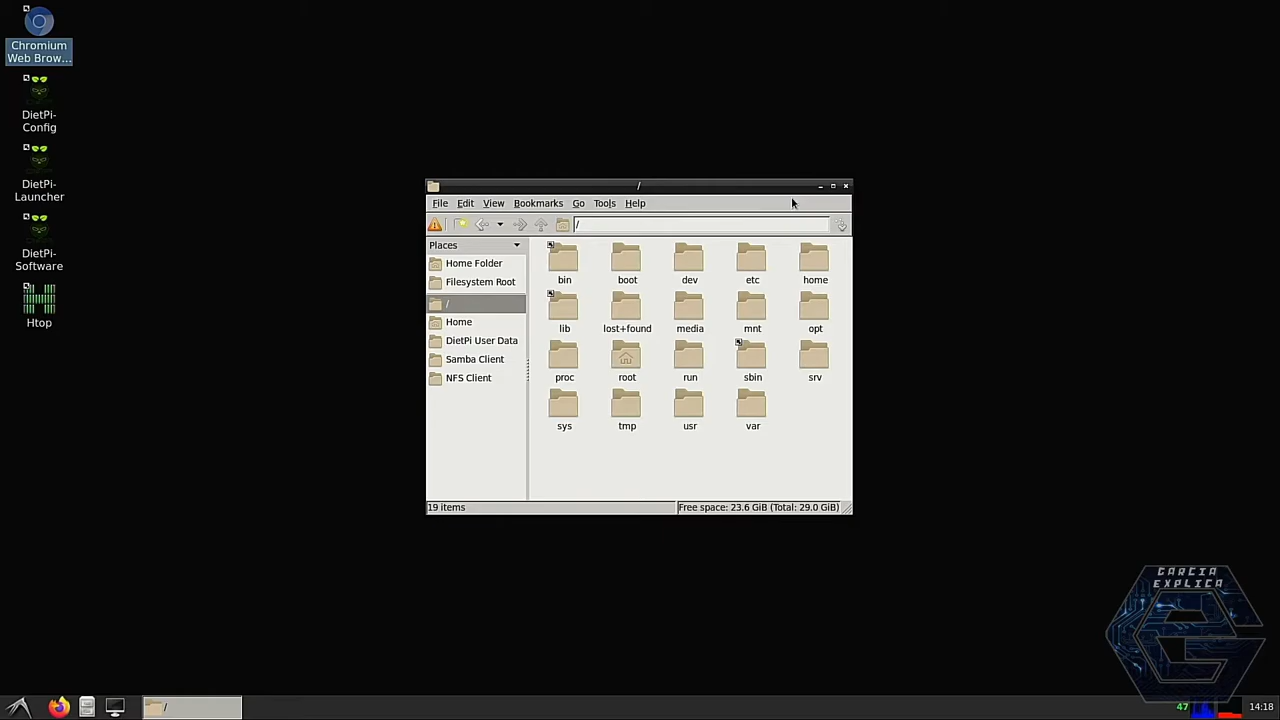 Chromium
Web Brow...
DietPi-
Config
DietPi-
Launcher
DietPi-
Software
Htop
/
File Edit View Bookmarks Go Tools Help
/
Places
Home Folder
Filesystem Root
/
Home
DietPi User Data
Samba Client
NFS Client
bin boot dev etc home
lib lost+found media mnt opt
proc root run sbin srv
sys tmp usr var
19 items Free space: 23.6 GiB (Total: 29.0 GiB)
GARCIA
EXPLICA
/ 47 14:18